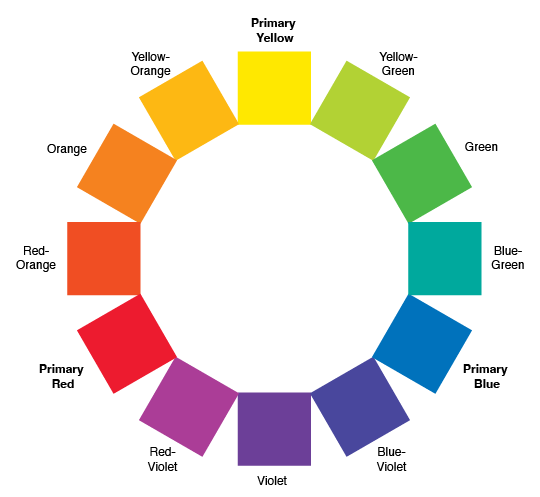 Primary
Yellow
Yellow-
Green
Green
Blue-
Green
Primary
Blue
Blue-
Violet
Violet
Red-
Violet
Primary
Red
Red-
Orange
Orange
Yellow-
Orange